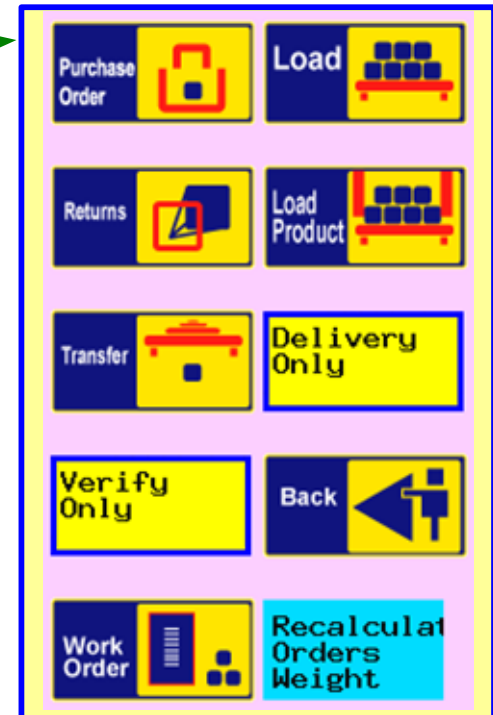 Purchase
Order
Load
Returns
Load
Product
Transfer
Delivery
Only
Verify
Only
Back
Work
Order
Recalculat
Orders
Weight